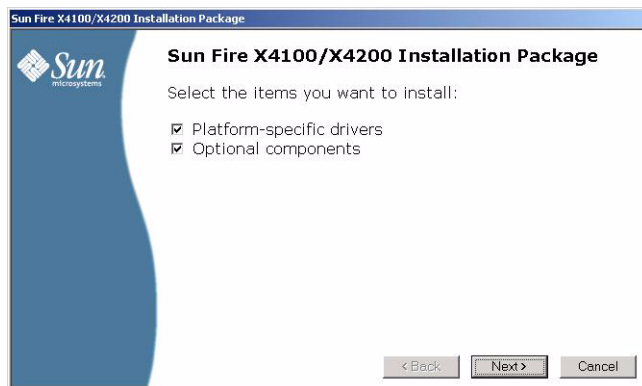 Sun Fire X4100/X4200 Installation Package
Sun
microsystems
Sun Fire X4100/X4200 Installation Package
Select the items you want to install:
Platform-specific drivers
Optional components
< Back
Next >
Cancel